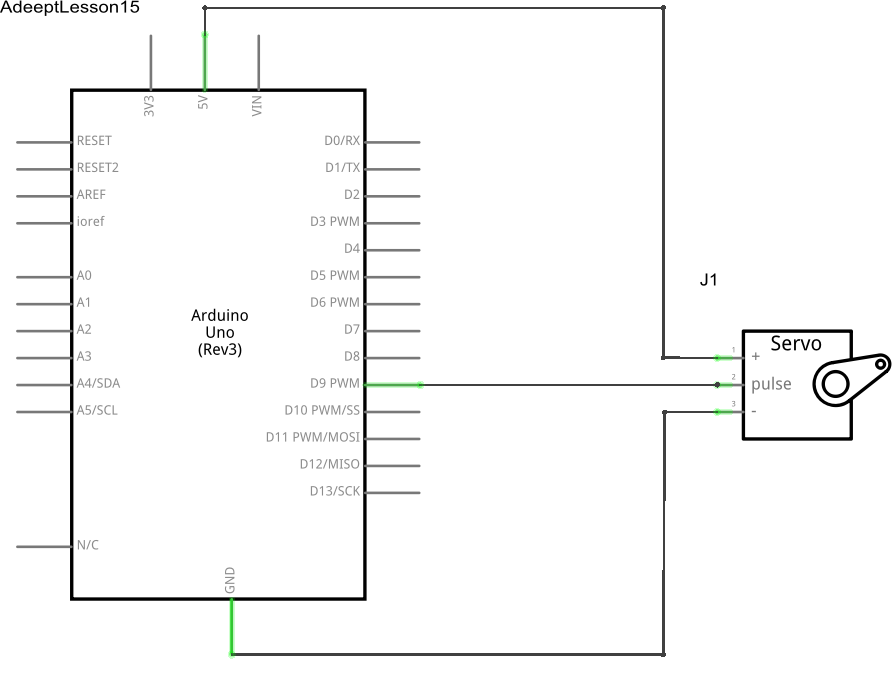 AdeeptLesson15
3V3
5V
VIN
RESET
RESET2
AREF
ioref
A0
A1
A2
A3
A4/SDA
A5/SCL
N/C
Arduino
Uno
(Rev3)
D0/RX
D1/TX
D2
D3 PWM
D4
D5 PWM
D6 PWM
D7
D8
D9 PWM
D10 PWM/SS
D11 PWM/MOSI
D12/MISO
D13/SCK
GND
J1
Servo
1 +
2 pulse
3 -